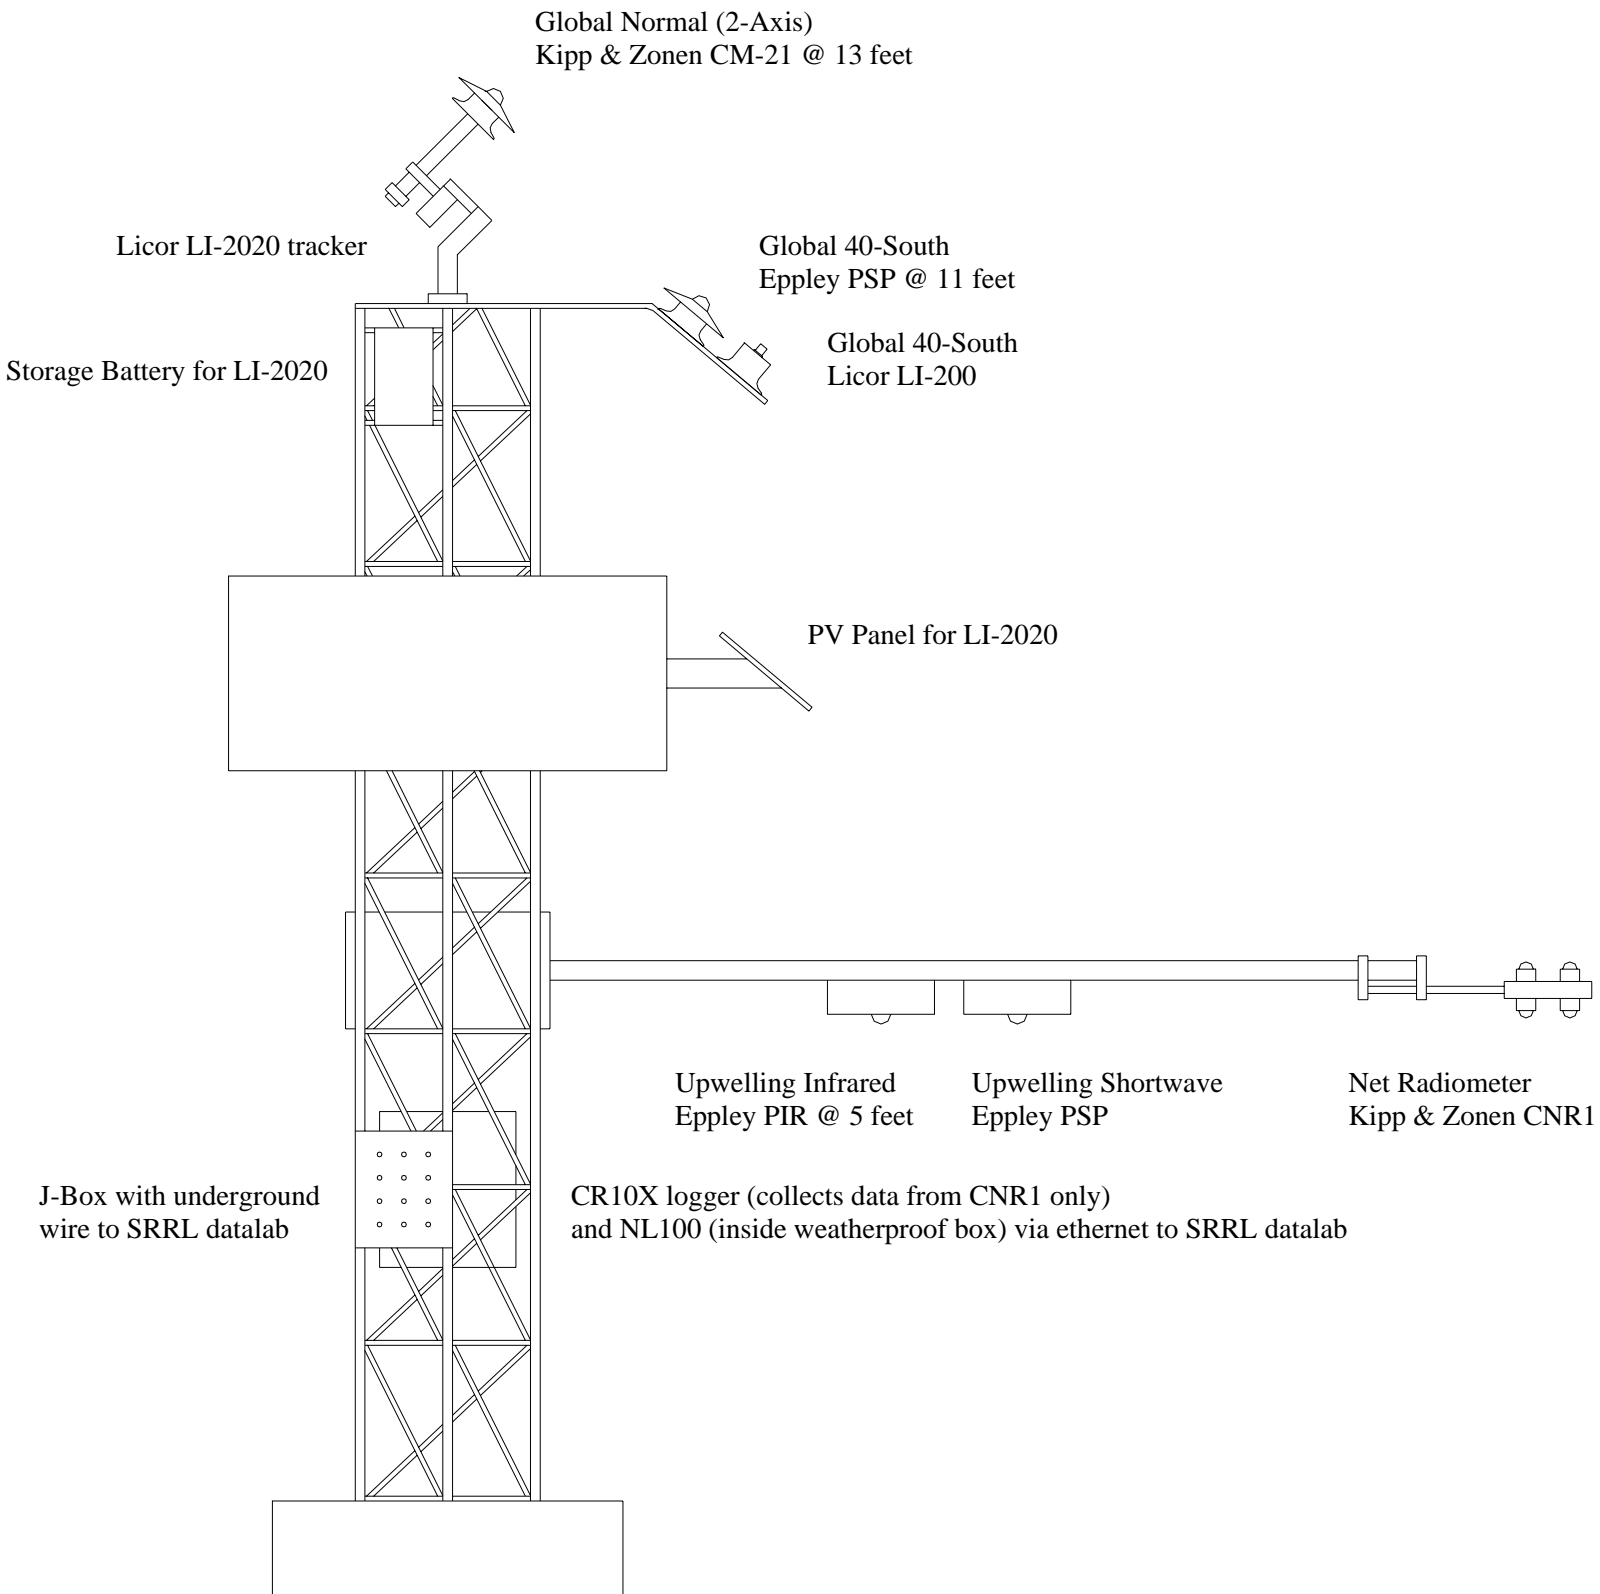 Global Normal (2-Axis)
Kipp & Zonen CM-21 @ 13 feet
Licor LI-2020 tracker
Global 40-South
Eppley PSP @ 11 feet
Global 40-South
Licor LI-200
Storage Battery for LI-2020
PV Panel for LI-2020
Upwelling Infrared
Eppley PIR @ 5 feet
Upwelling Shortwave
Eppley PSP
Net Radiometer
Kipp & Zonen CNR1
J-Box with underground
wire to SRRL datalab
CR10X logger (collects data from CNR1 only)
and NL100 (inside weatherproof box) via ethernet to SRRL datalab